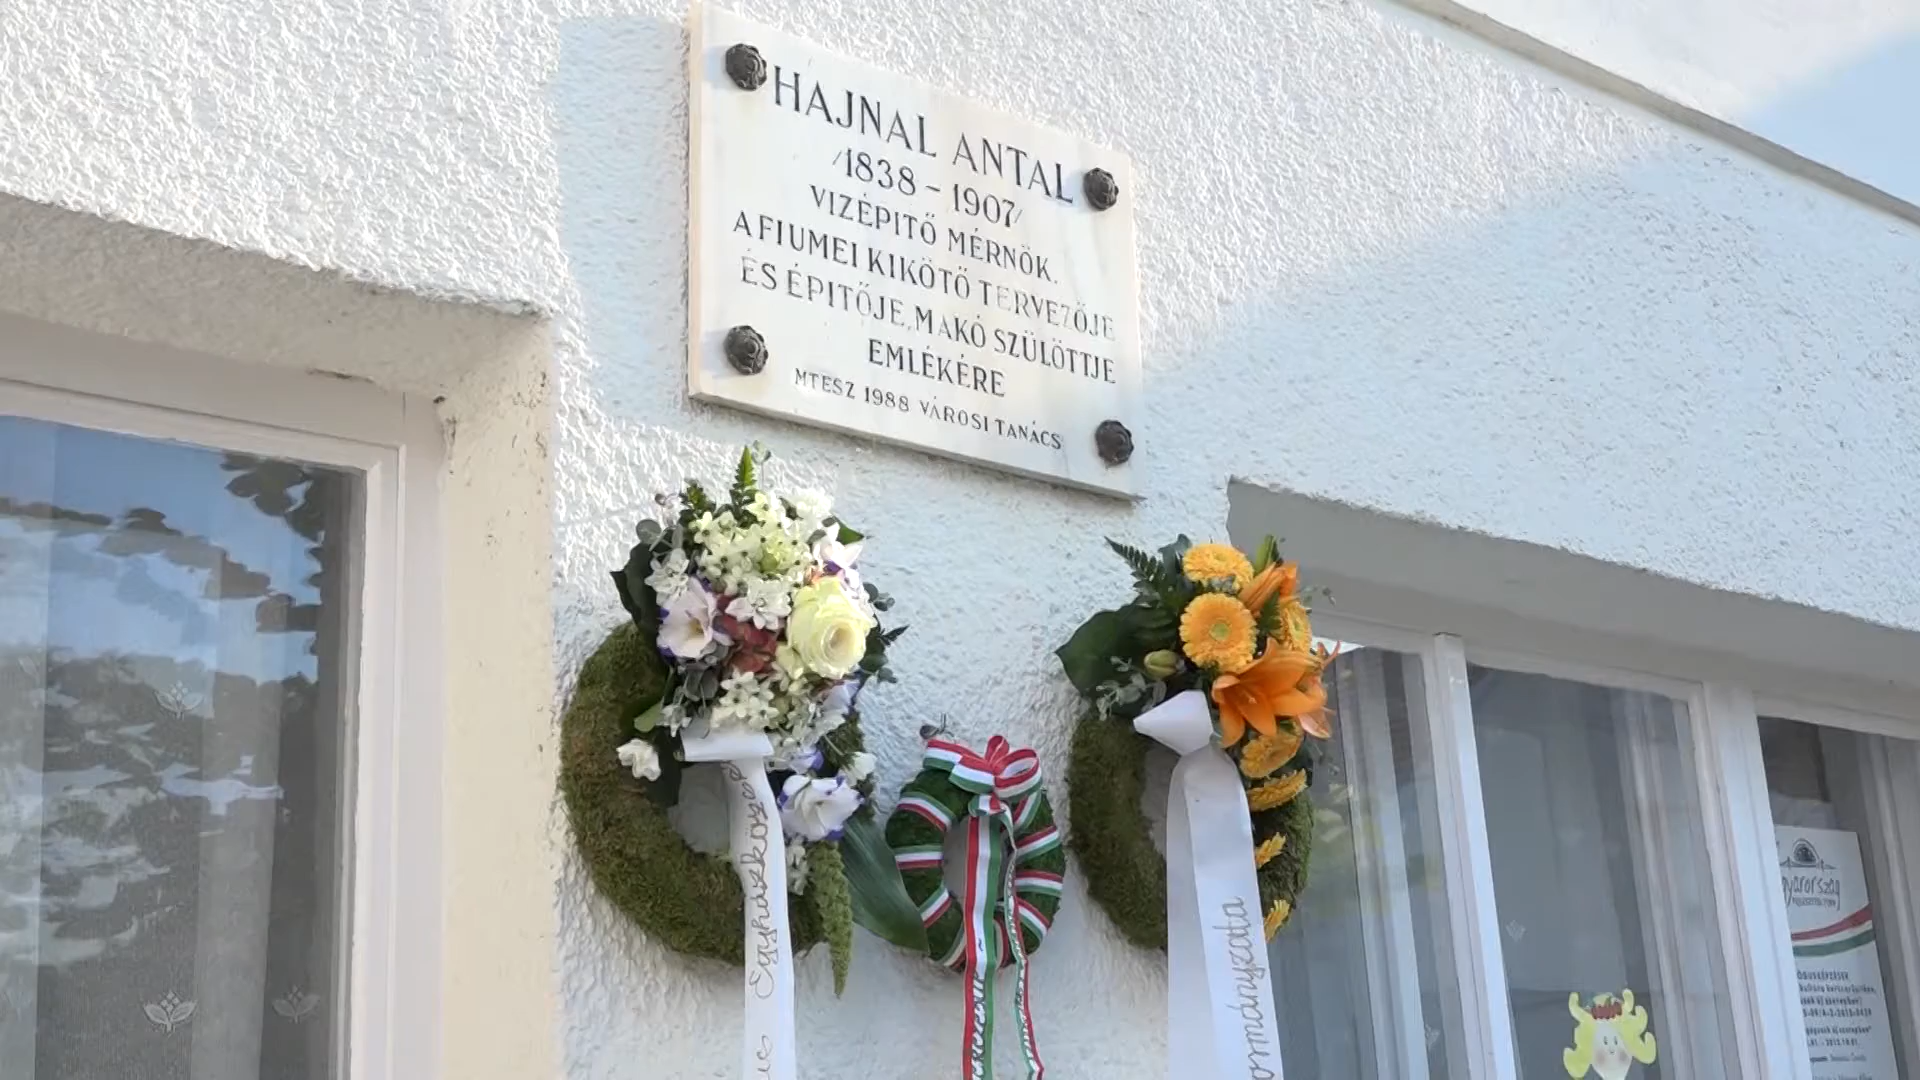 HAJNAL ANTAL
/1838 - 1907/
VIZÉPITŐ MÉRNÖK.
A FIUMEI KIKÖTŐ TERVEZŐJE
ÉS ÉPITŐJE, MAKÓ SZÜLÖTTJE
EMLÉKÉRE
MTESZ 1988 VÁROSI TANÁCS